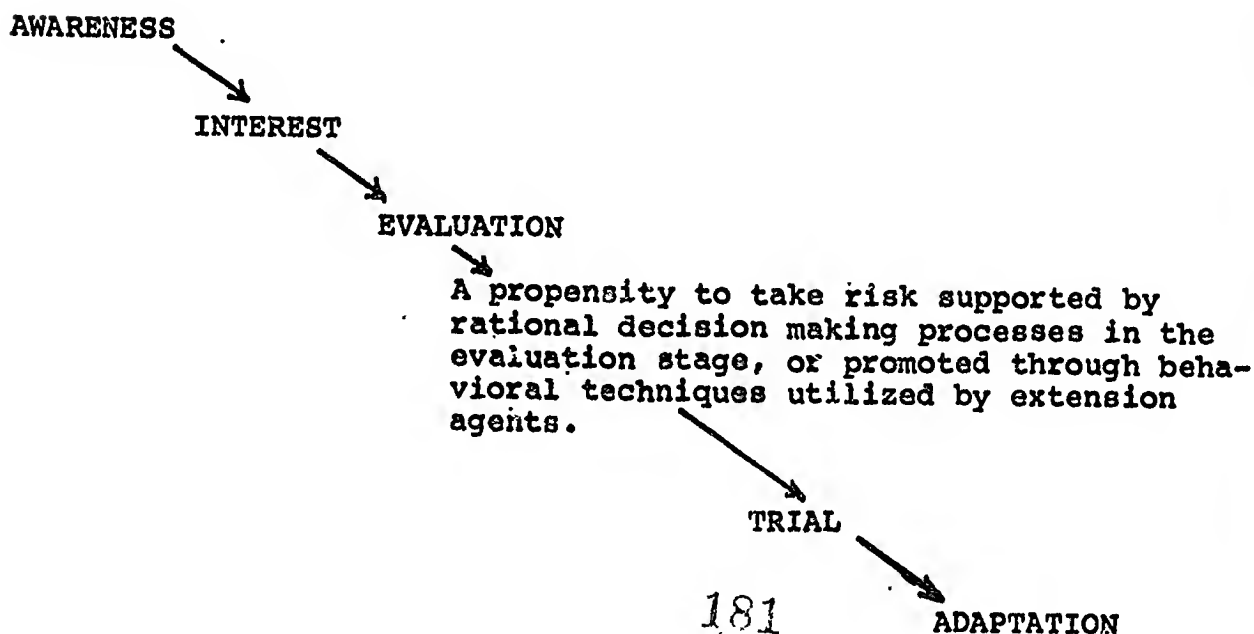 AWARENESS
INTEREST
EVALUATION
A propensity to take risk supported by
rational decision making processes in the
evaluation stage, or promoted through beha-
vioral techniques utilized by extension
agents.
TRIAL
181
ADAPTATION